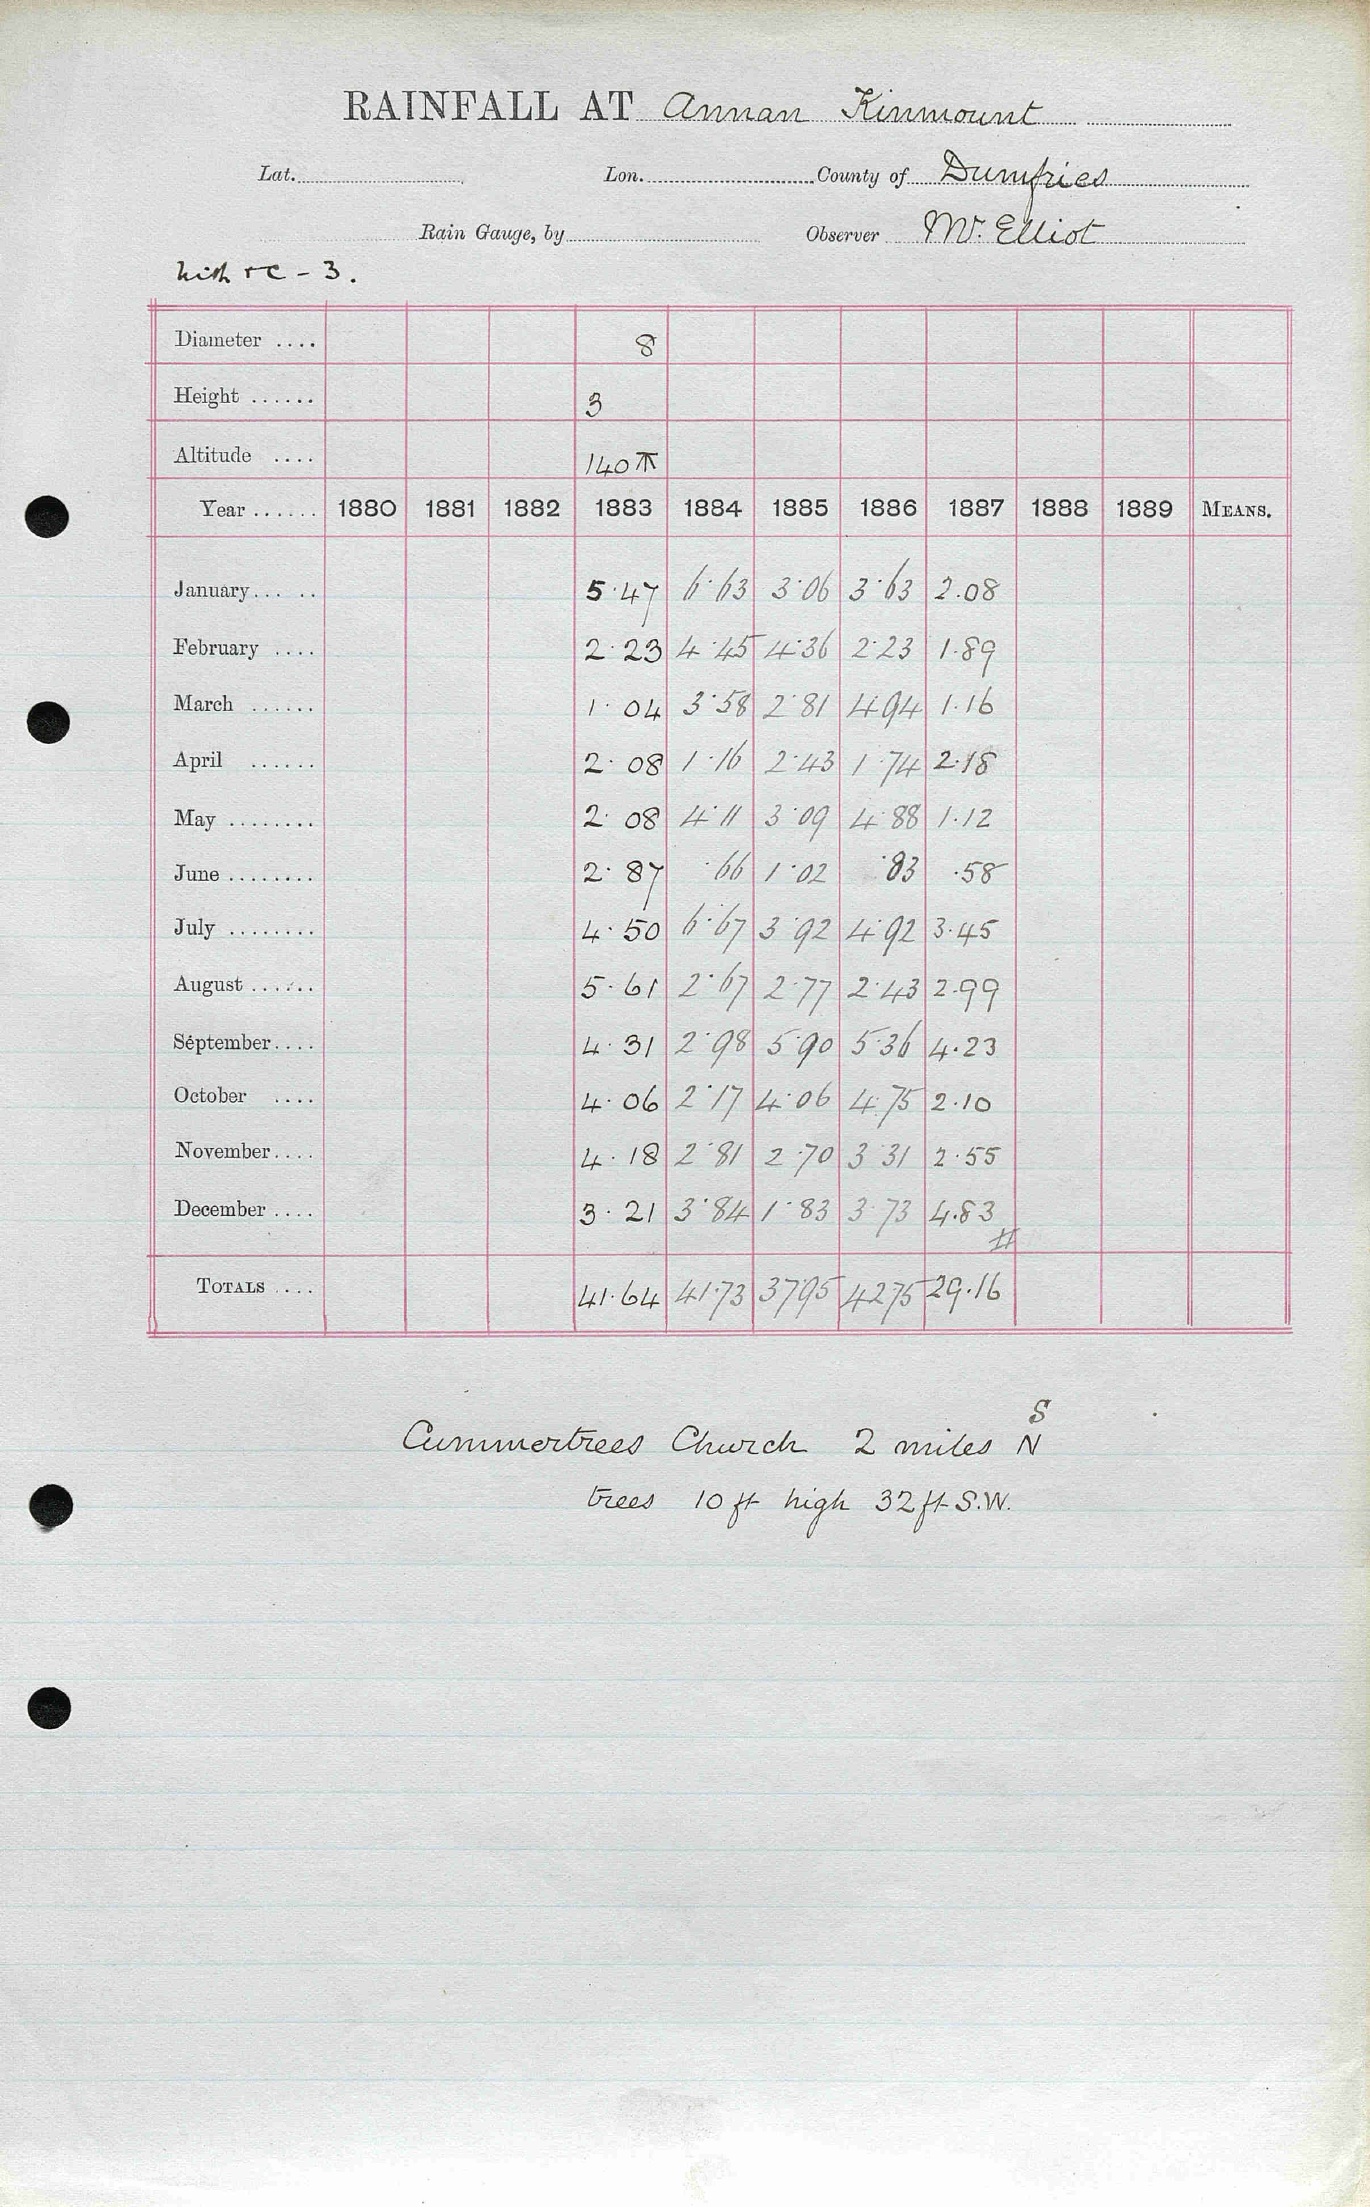 RAINFALL AT Annan Kinmount
Lat. Lon. County of Dumfries
Rain Gauge, by Observer Mr. Elliot
- 3.
Diameter .... 8
Height ...... 3
Altitude .... 140
Year ...... 1880 1881 1882 1883 1884 1885 1886 1887 1888 1889 MEANS.
January ... .. 5.47 6.63 3.06 3.63 2.08
February .... 2.23 4.45 4.36 2.23 1.89
March ...... 1.04 3.58 2.81 4.94 1.16
April ...... 2.08 1.16 2.43 1.74 2.18
May ........ 2.08 4.11 3.09 4.88 1.12
June ........ 2.87 .66 1.02 .83 .58
July ........ 4.50 6.67 3.92 4.92 3.45
August ...... 5.61 2.67 2.77 2.43 2.99
September .... 4.31 2.98 5.90 5.36 4.23
October .... 4.06 2.17 4.06 4.75 2.10
November .... 4.18 2.81 2.70 3.31 2.55
December .... 3.21 3.84 1.83 3.73 4.83
#
TOTALS .... 41.64 41.73 37.95 42.75 29.16
S
Cummertrees Church 2 miles N
trees 10 ft high 32 ft S.W.